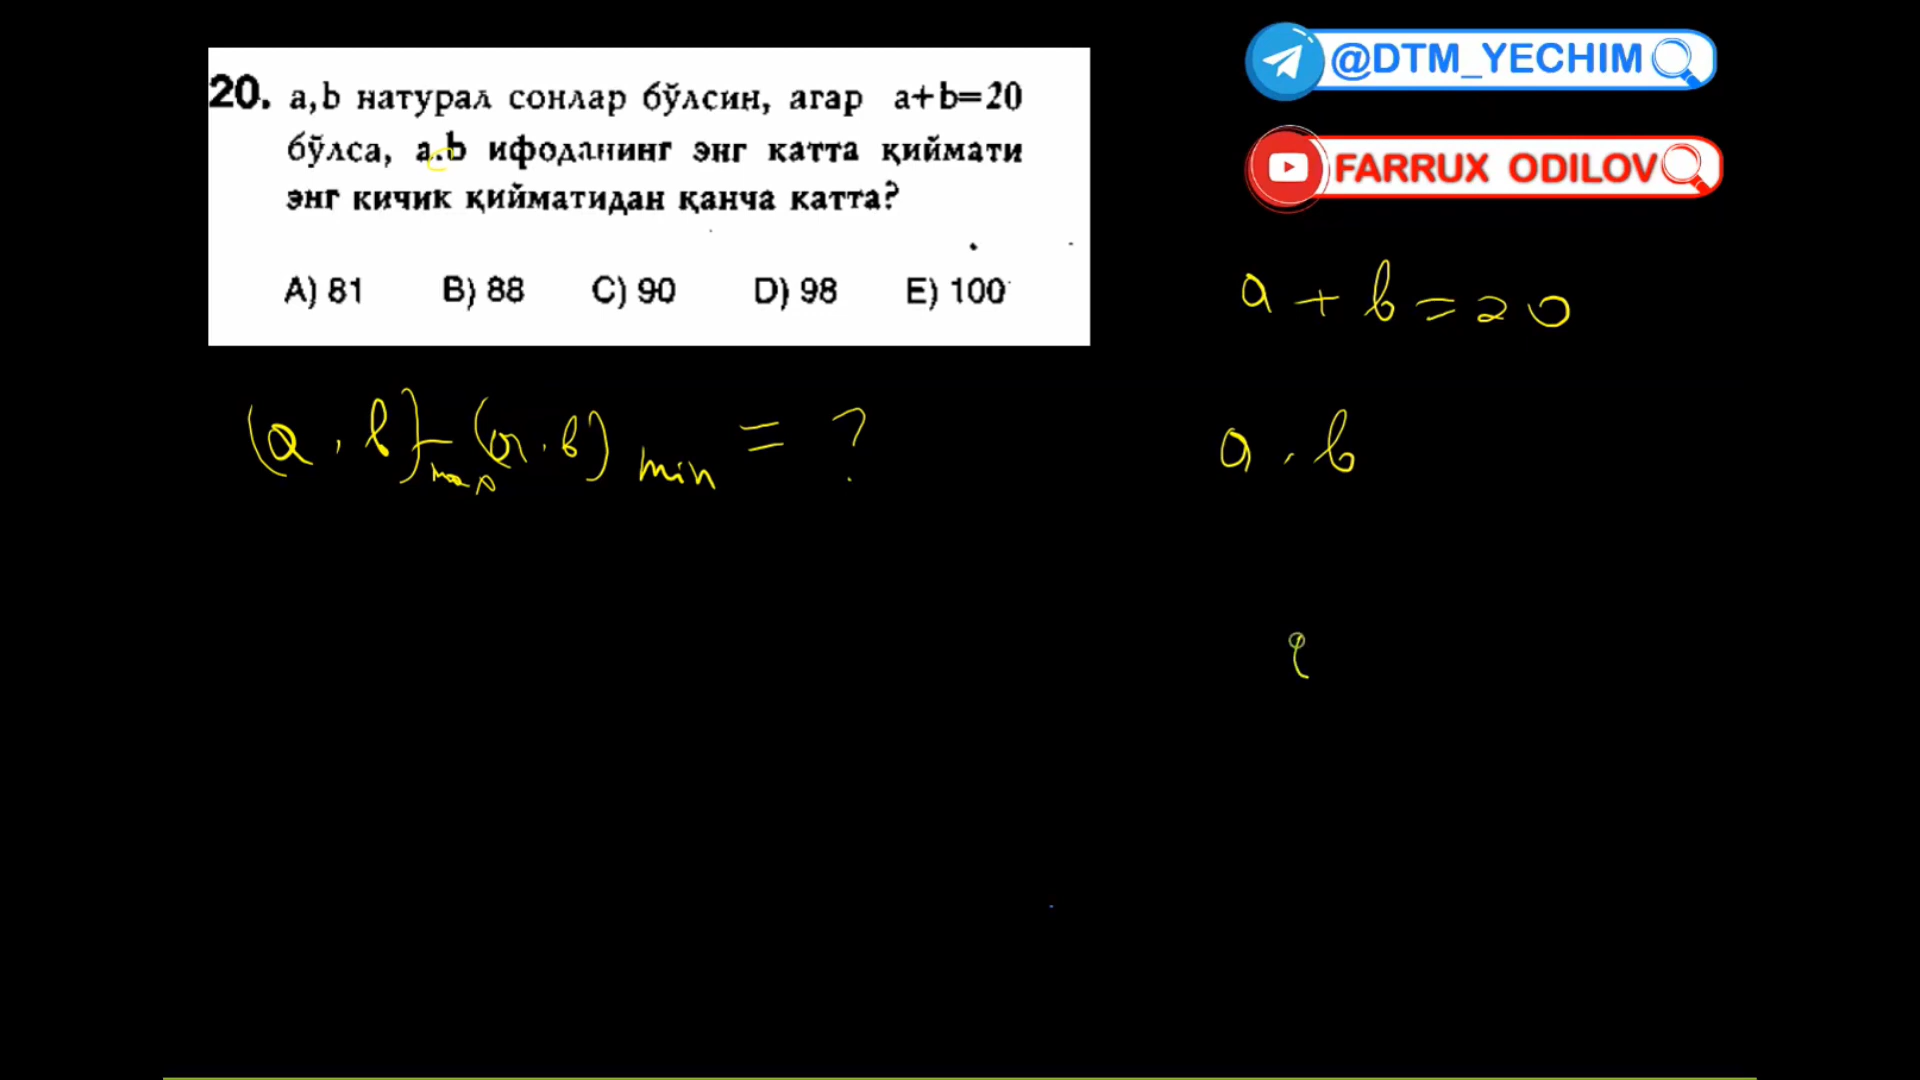 20. a,b натурал сонлар бўлсин, агар a+b=20
бўлса, a.b ифоданинг энг катта қиймати
энг кичик қийматидан қанча катта?
A) 81 B) 88 C) 90 D) 98 E) 100
@DTM_YECHIM
FARRUX ODILOV
a + b = 20
(a · b)max - (a · b)min = ?
a · b